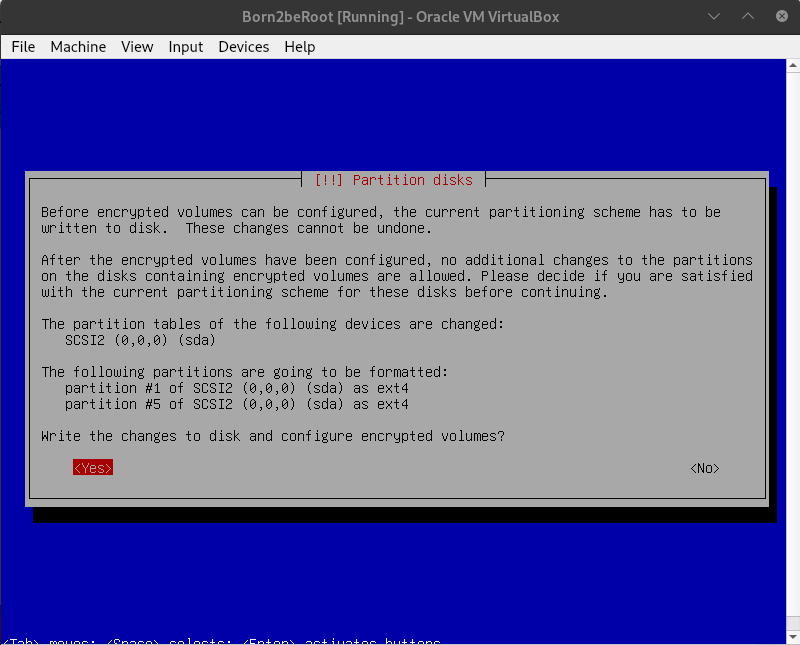 Born2beRoot [Running] - Oracle VM VirtualBox
File Machine View Input Devices Help
[!!] Partition disks
Before encrypted volumes can be configured, the current partitioning scheme has to be
written to disk.  These changes cannot be undone.
After the encrypted volumes have been configured, no additional changes to the partitions
on the disks containing encrypted volumes are allowed. Please decide if you are satisfied
with the current partitioning scheme for these disks before continuing.
The partition tables of the following devices are changed:
SCSI2 (0,0,0) (sda)
The following partitions are going to be formatted:
partition #1 of SCSI2 (0,0,0) (sda) as ext4
partition #5 of SCSI2 (0,0,0) (sda) as ext4
Write the changes to disk and configure encrypted volumes?
<Yes> <No>
<Tab> moves; <Space> selects; <Enter> activates buttons